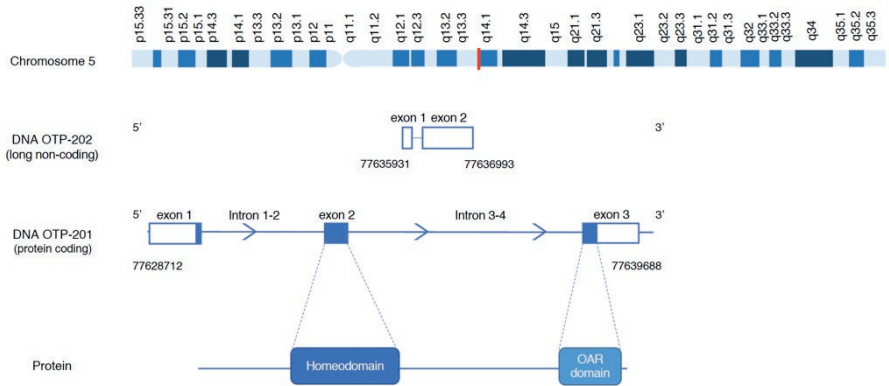 p15.33 p15.31 p15.2 p15.1 p14.3 p14.1 p13.3 p13.2 p13.1 p12 p11 q11.1 q11.2 q12.1 q12.3 q13.2 q13.3 q14.1 q14.3 q15 q21.1 q21.3 q23.1 q23.2 q23.3 q31.1 q31.2 q31.3 q32 q33.1 q33.2 q33.3 q34 q35.1 q35.2 q35.3
Chromosome 5
5’ 3’
exon 1 exon 2
DNA OTP-202
(long non-coding)
77635931 77636993
5’ 3’
exon 1 Intron 1-2 exon 2 Intron 3-4 exon 3
DNA OTP-201
(protein coding)
77628712 77639688
Protein
Homeodomain
OAR
domain